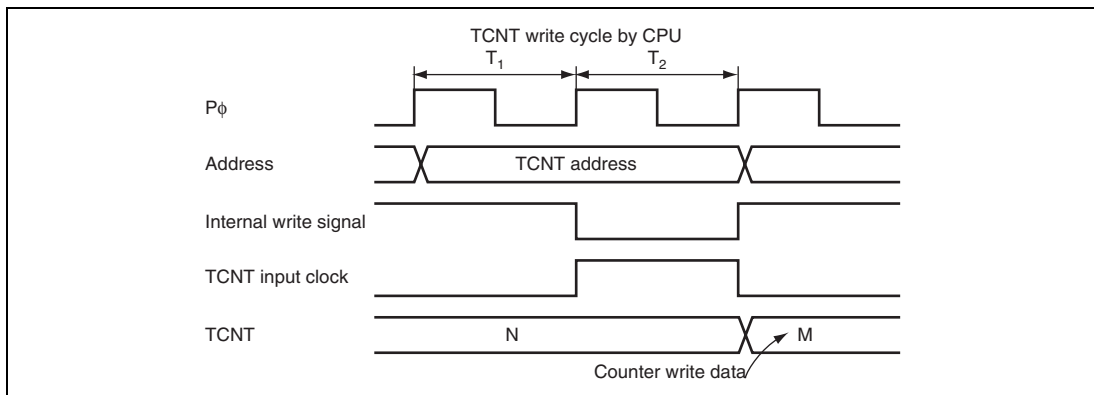 TCNT write cycle by CPU
T1 T2
Pϕ
Address TCNT address
Internal write signal
TCNT input clock
TCNT N M
Counter write data